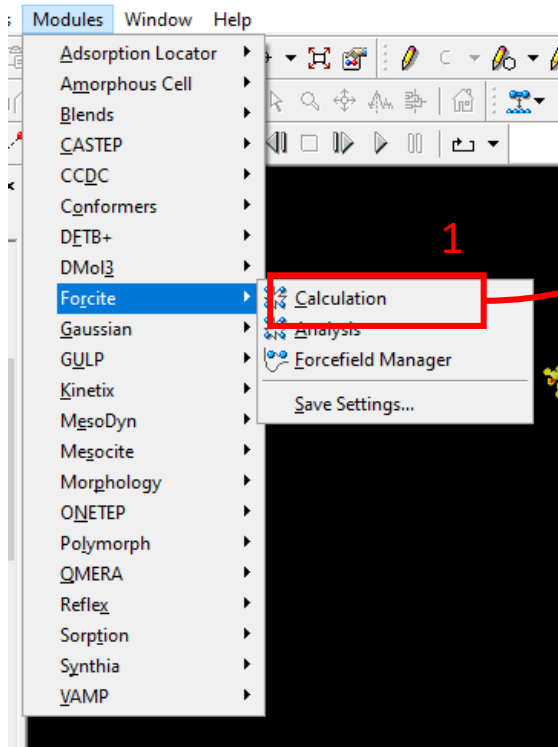 Modules Window Help
Adsorption Locator
Amorphous Cell
Blends
CASTEP
CCDC
Conformers
DFTB+
DMol3
1
Forcite
Calculation
Gaussian
Analysis
GULP
Forcefield Manager
Kinetix
Save Settings...
MesoDyn
Mesocite
Morphology
ONETEP
Polymorph
QMERA
Reflex
Sorption
Synthia
VAMP